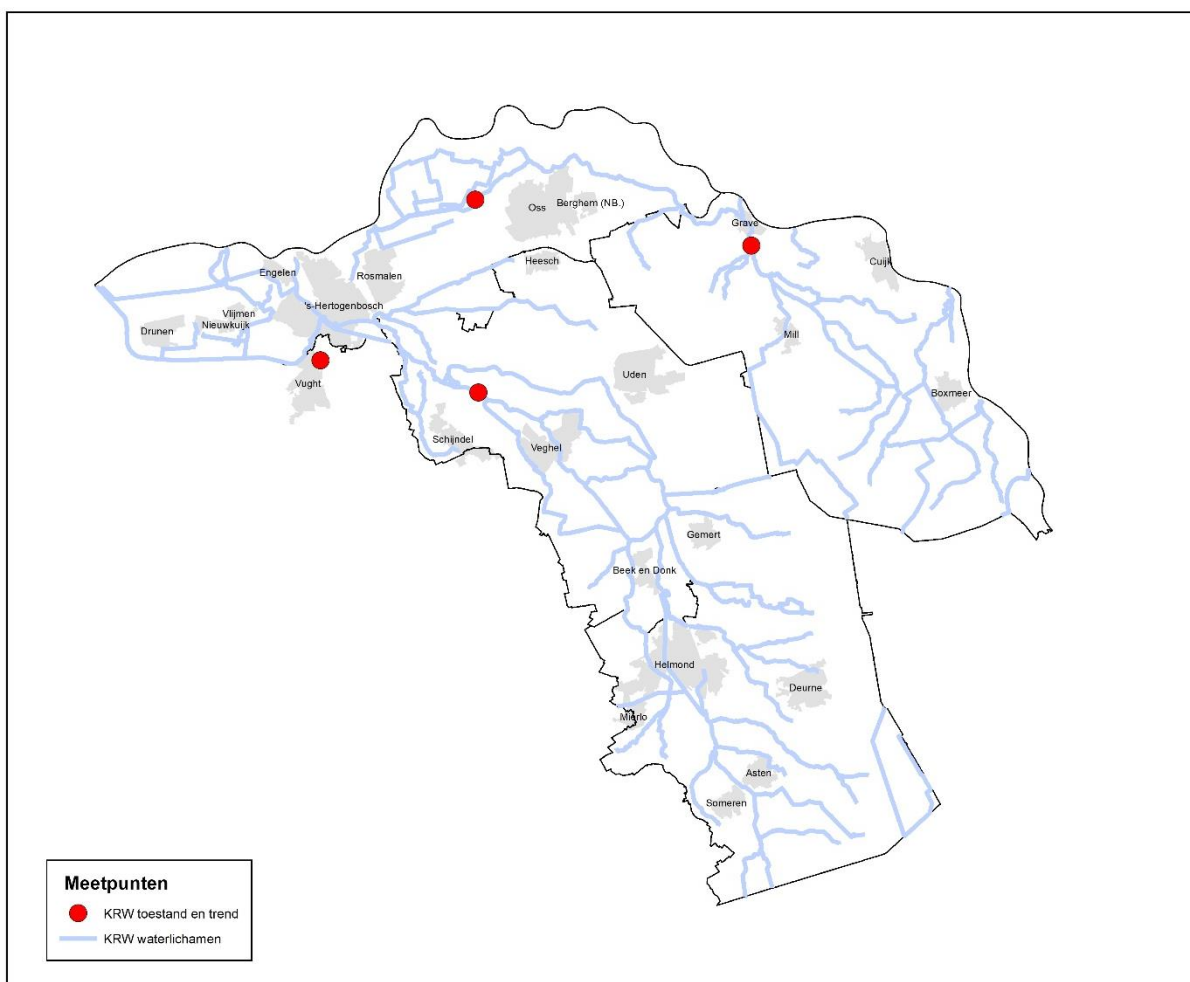 Oss
Berghem (NB.)
Grave
Heesch
Cuijk
Engelen
Rosmalen
's-Hertogenbosch
Vlijmen
Nieuwkuijk
Drunen
Mill
Vught
Uden
Boxmeer
Schijndel
Veghel
Gemert
Beek en Donk
Helmond
Deurne
Mierlo
Asten
Someren
Meetpunten
KRW toestand en trend
KRW waterlichamen